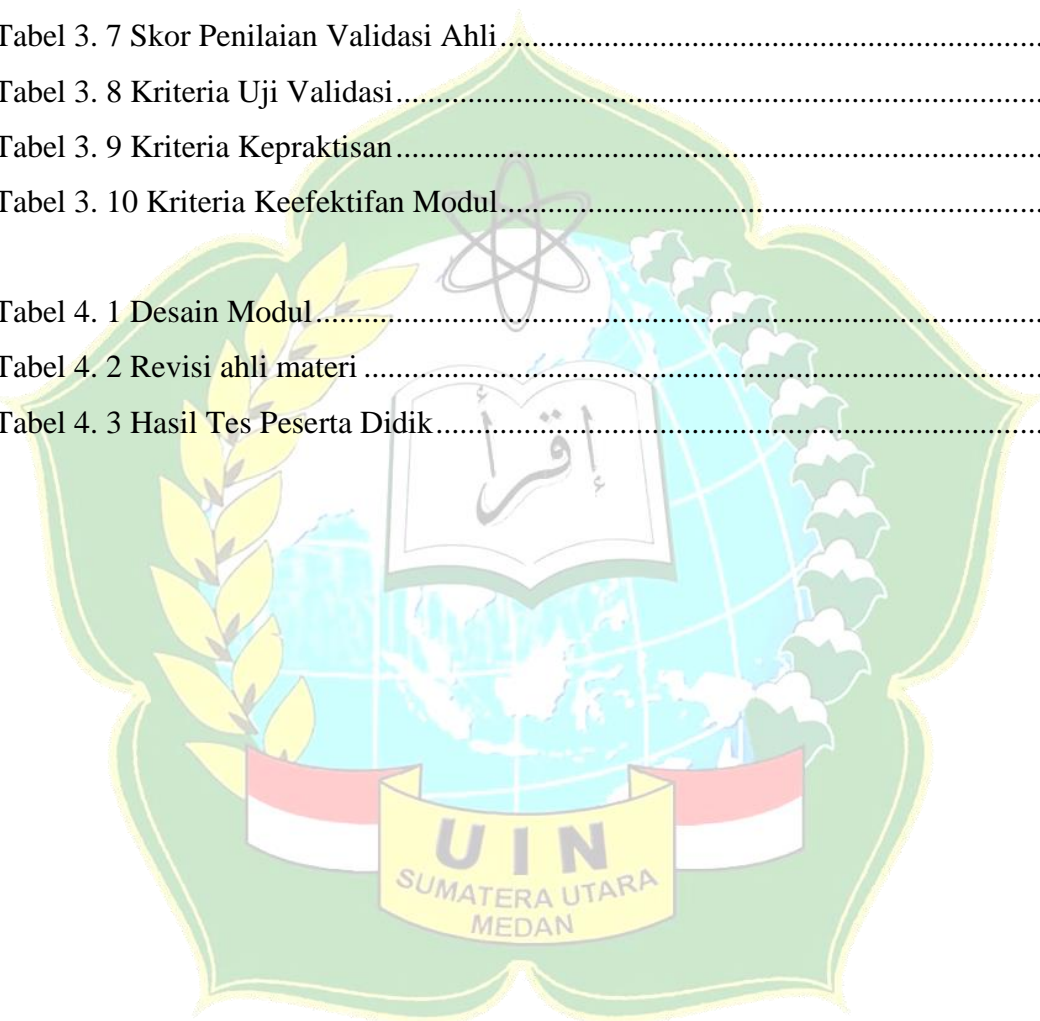 Tabel 3. 7 Skor Penilaian Validasi Ahli
Tabel 3. 8 Kriteria Uji Validasi
Tabel 3. 9 Kriteria Kepraktisan
Tabel 3. 10 Kriteria Keefektifan Modul
Tabel 4. 1 Desain Modul
Tabel 4. 2 Revisi ahli materi
Tabel 4. 3 Hasil Tes Peserta Didik
إقرأ
UIN
SUMATERA UTARA
MEDAN